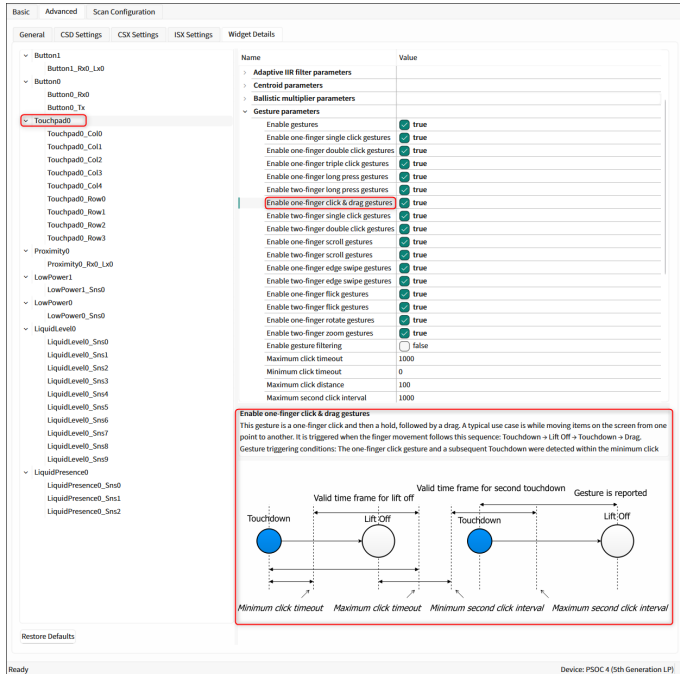 Basic Advanced Scan Configuration
General CSD Settings CSX Settings ISX Settings Widget Details
Button1
Button1_Rx0_Lx0
Button0
Button0_Rx0
Button0_Tx
Touchpad0
Touchpad0_Col0
Touchpad0_Col1
Touchpad0_Col2
Touchpad0_Col3
Touchpad0_Col4
Touchpad0_Row0
Touchpad0_Row1
Touchpad0_Row2
Touchpad0_Row3
Proximity0
Proximity0_Rx0_Lx0
LowPower1
LowPower1_Sns0
LowPower0
LowPower0_Sns0
LiquidLevel0
LiquidLevel0_Sns0
LiquidLevel0_Sns1
LiquidLevel0_Sns2
LiquidLevel0_Sns3
LiquidLevel0_Sns4
LiquidLevel0_Sns5
LiquidLevel0_Sns6
LiquidLevel0_Sns7
LiquidLevel0_Sns8
LiquidLevel0_Sns9
LiquidPresence0
LiquidPresence0_Sns0
LiquidPresence0_Sns1
LiquidPresence0_Sns2
Restore Defaults
Name Value
Adaptive IIR filter parameters
Centroid parameters
Ballistic multiplier parameters
Gesture parameters
Enable gestures true
Enable one-finger single click gestures true
Enable one-finger double click gestures true
Enable one-finger triple click gestures true
Enable one-finger long press gestures true
Enable two-finger long press gestures true
Enable one-finger click & drag gestures true
Enable two-finger single click gestures true
Enable two-finger double click gestures true
Enable one-finger scroll gestures true
Enable two-finger scroll gestures true
Enable one-finger edge swipe gestures true
Enable two-finger edge swipe gestures true
Enable one-finger flick gestures true
Enable two-finger flick gestures true
Enable one-finger rotate gestures true
Enable two-finger zoom gestures true
Enable gesture filtering false
Maximum click timeout 1000
Minimum click timeout 0
Maximum click distance 100
Maximum second click interval 1000
Enable one-finger click & drag gestures
This gesture is a one-finger click and then a hold, followed by a drag. A typical use case is while moving items on the screen from one
point to another. It is triggered when the finger movement follows this sequence: Touchdown → Lift Off → Touchdown → Drag.
Gesture triggering conditions: The one-finger click gesture and a subsequent Touchdown were detected within the minimum click
Valid time frame for lift off
Valid time frame for second touchdown
Gesture is reported
Touchdown Lift Off Touchdown Lift Off
Minimum click timeout Maximum click timeout Minimum second click interval Maximum second click interval
Ready Device: PSOC 4 (5th Generation LP)